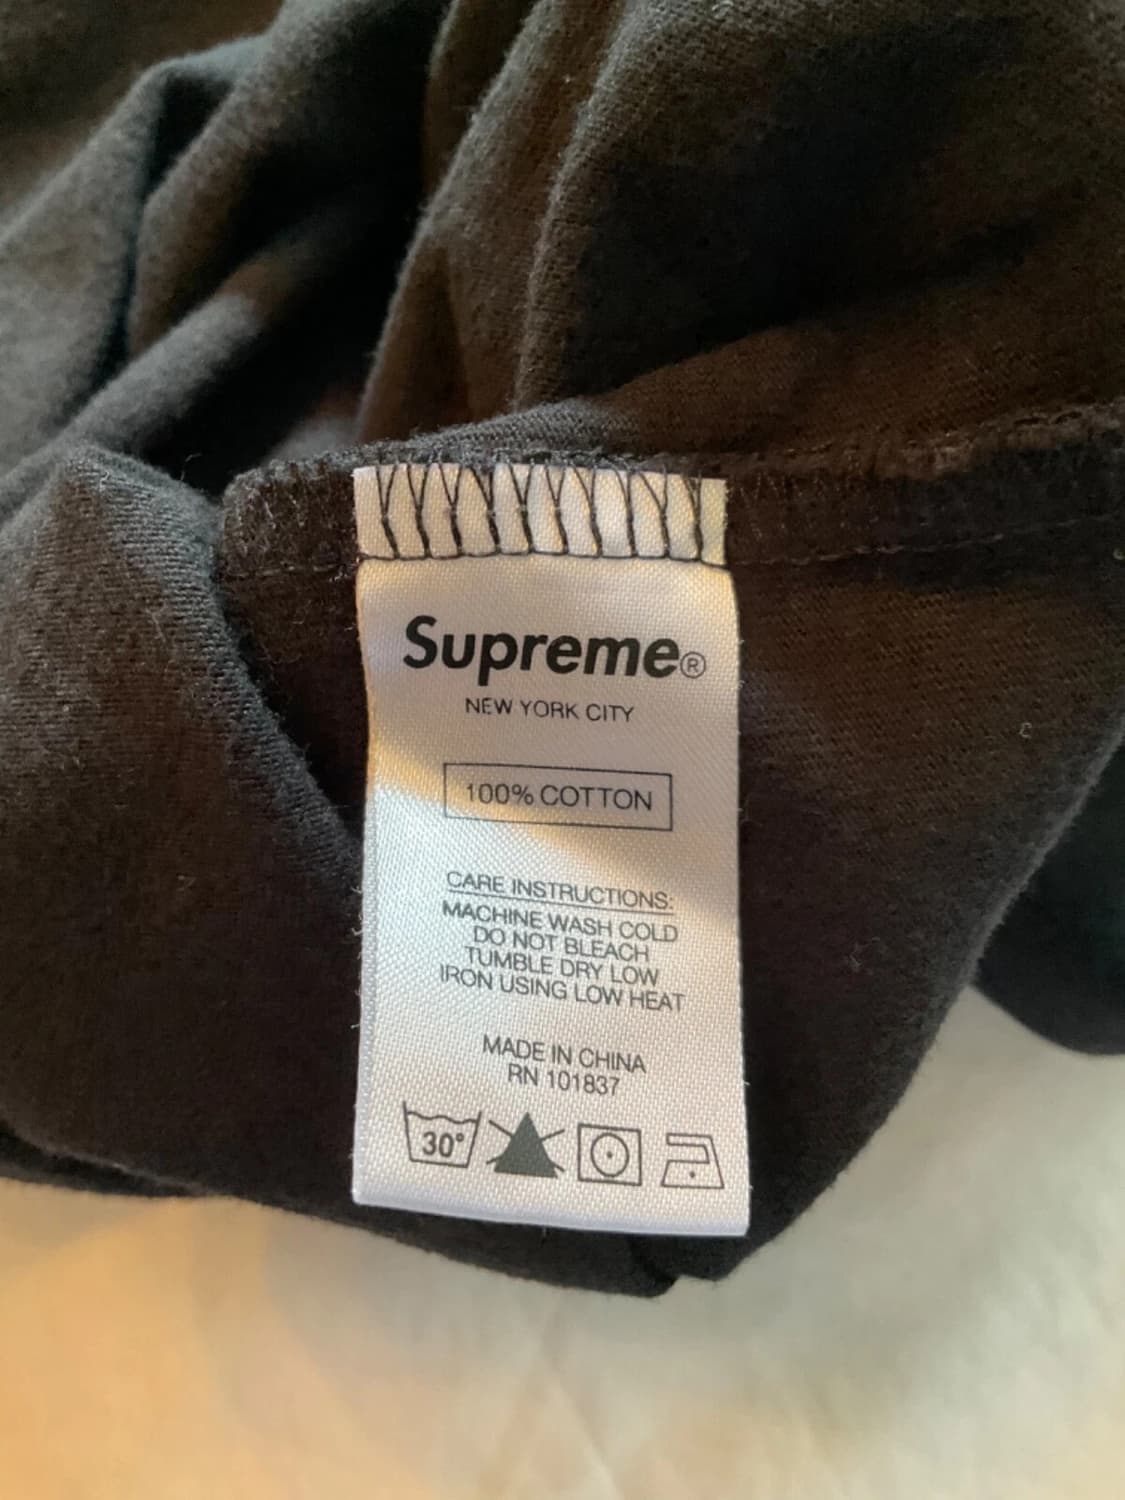 Supreme®
NEW YORK CITY
100% COTTON
CARE INSTRUCTIONS:
MACHINE WASH COLD
DO NOT BLEACH
TUMBLE DRY LOW
IRON USING LOW HEAT
MADE IN CHINA
RN 101837
30°